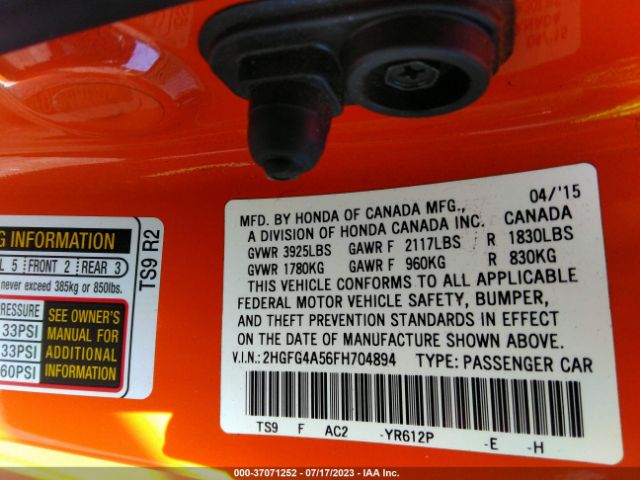 04/'15
MFD. BY HONDA OF CANADA MFG.,
A DIVISION OF HONDA CANADA INC. CANADA
GVWR 3925LBS GAWR F 2117LBS R 1830LBS
GVWR 1780KG GAWR F 960KG R 830KG
THIS VEHICLE CONFORMS TO ALL APPLICABLE
FEDERAL MOTOR VEHICLE SAFETY, BUMPER,
AND THEFT PREVENTION STANDARDS IN EFFECT
ON THE DATE OF MANUFACTURE SHOWN ABOVE.
V.I.N.: 2HGFG4A56FH704894 TYPE: PASSENGER CAR
TS9 F AC2 -YR612P -E -H
INFORMATION
5 FRONT 2 REAR 3
never exceed 385kg or 850lbs.
PRESSURE SEE OWNER'S
33PSI MANUAL FOR
33PSI ADDITIONAL
60PSI INFORMATION
TS9 R2
CANADA
04/'15
000-37071252 - 07/17/2023 - IAA Inc.